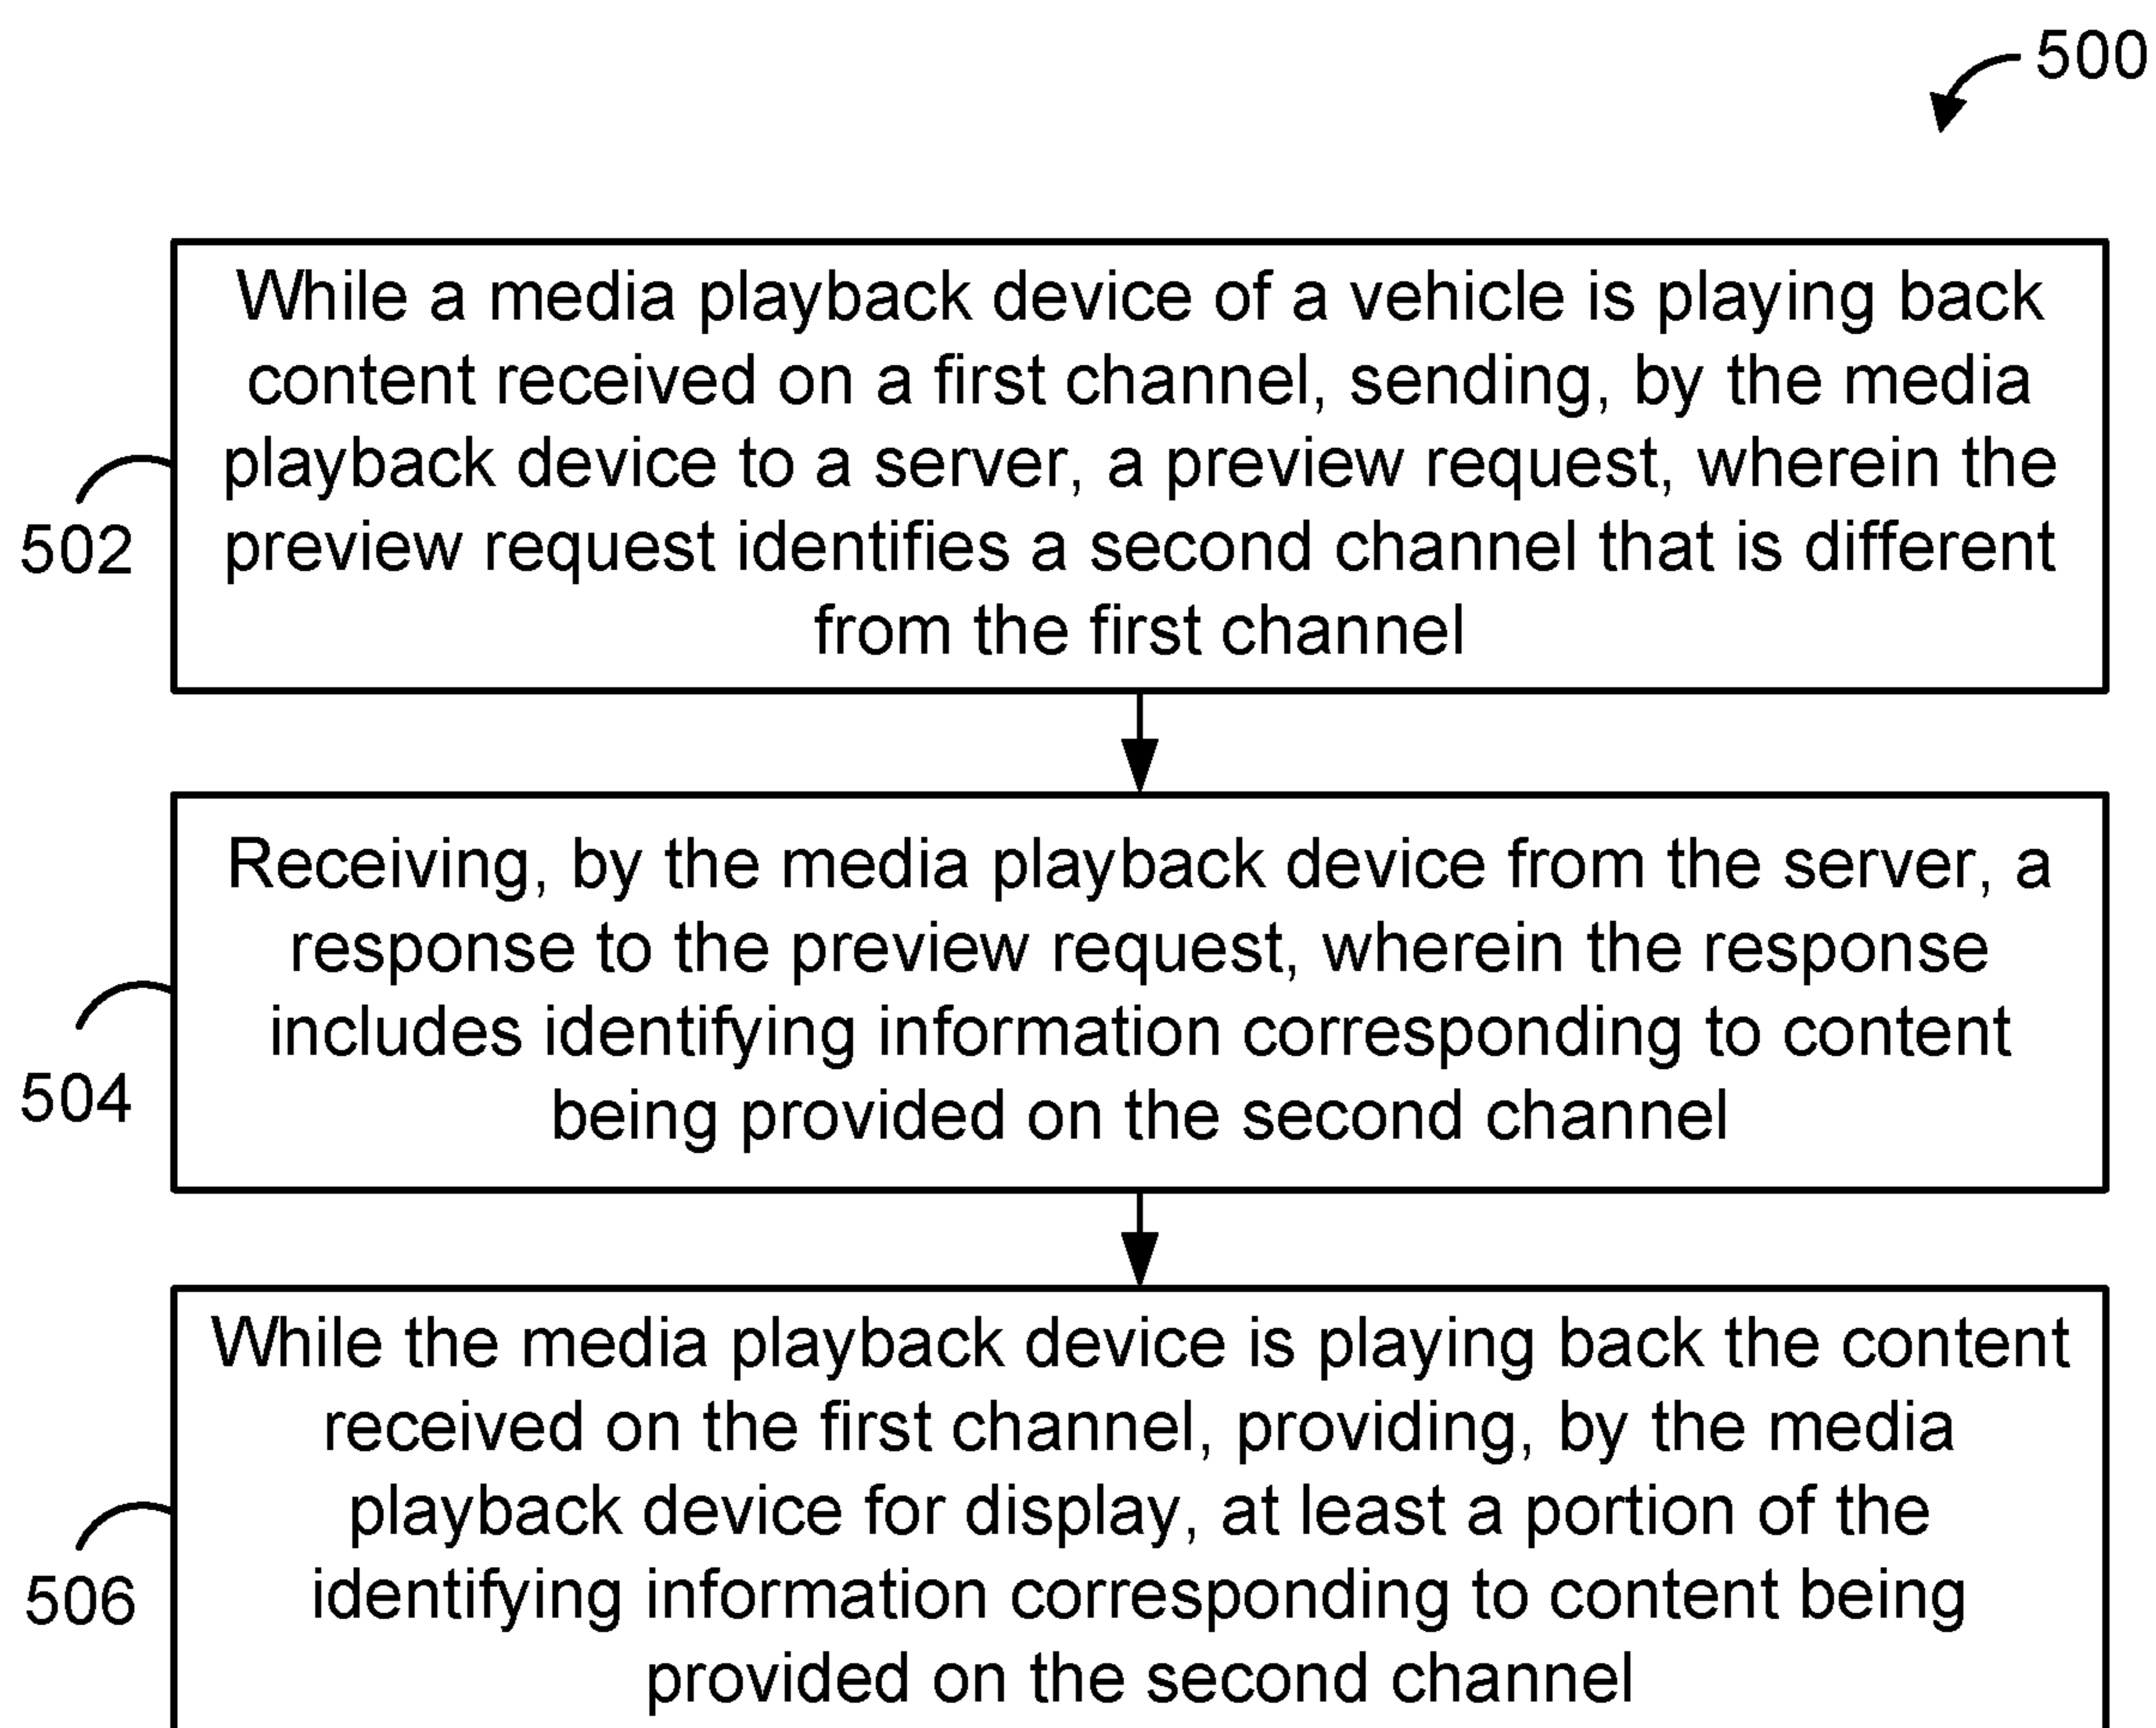 500
While a media playback device of a vehicle is playing back
content received on a first channel, sending, by the media
playback device to a server, a preview request, wherein the
preview request identifies a second channel that is different
from the first channel
502
Receiving, by the media playback device from the server, a
response to the preview request, wherein the response
includes identifying information corresponding to content
being provided on the second channel
504
While the media playback device is playing back the content
received on the first channel, providing, by the media
playback device for display, at least a portion of the
identifying information corresponding to content being
provided on the second channel
506